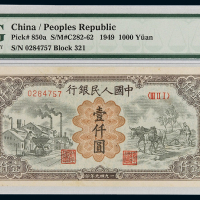 China / Peoples Republic
Pick# 850a S/M#C282-62 1949 1000 Yüan
S/N 0284757 Block 321
行銀民人國中
0284757
壹仟圓